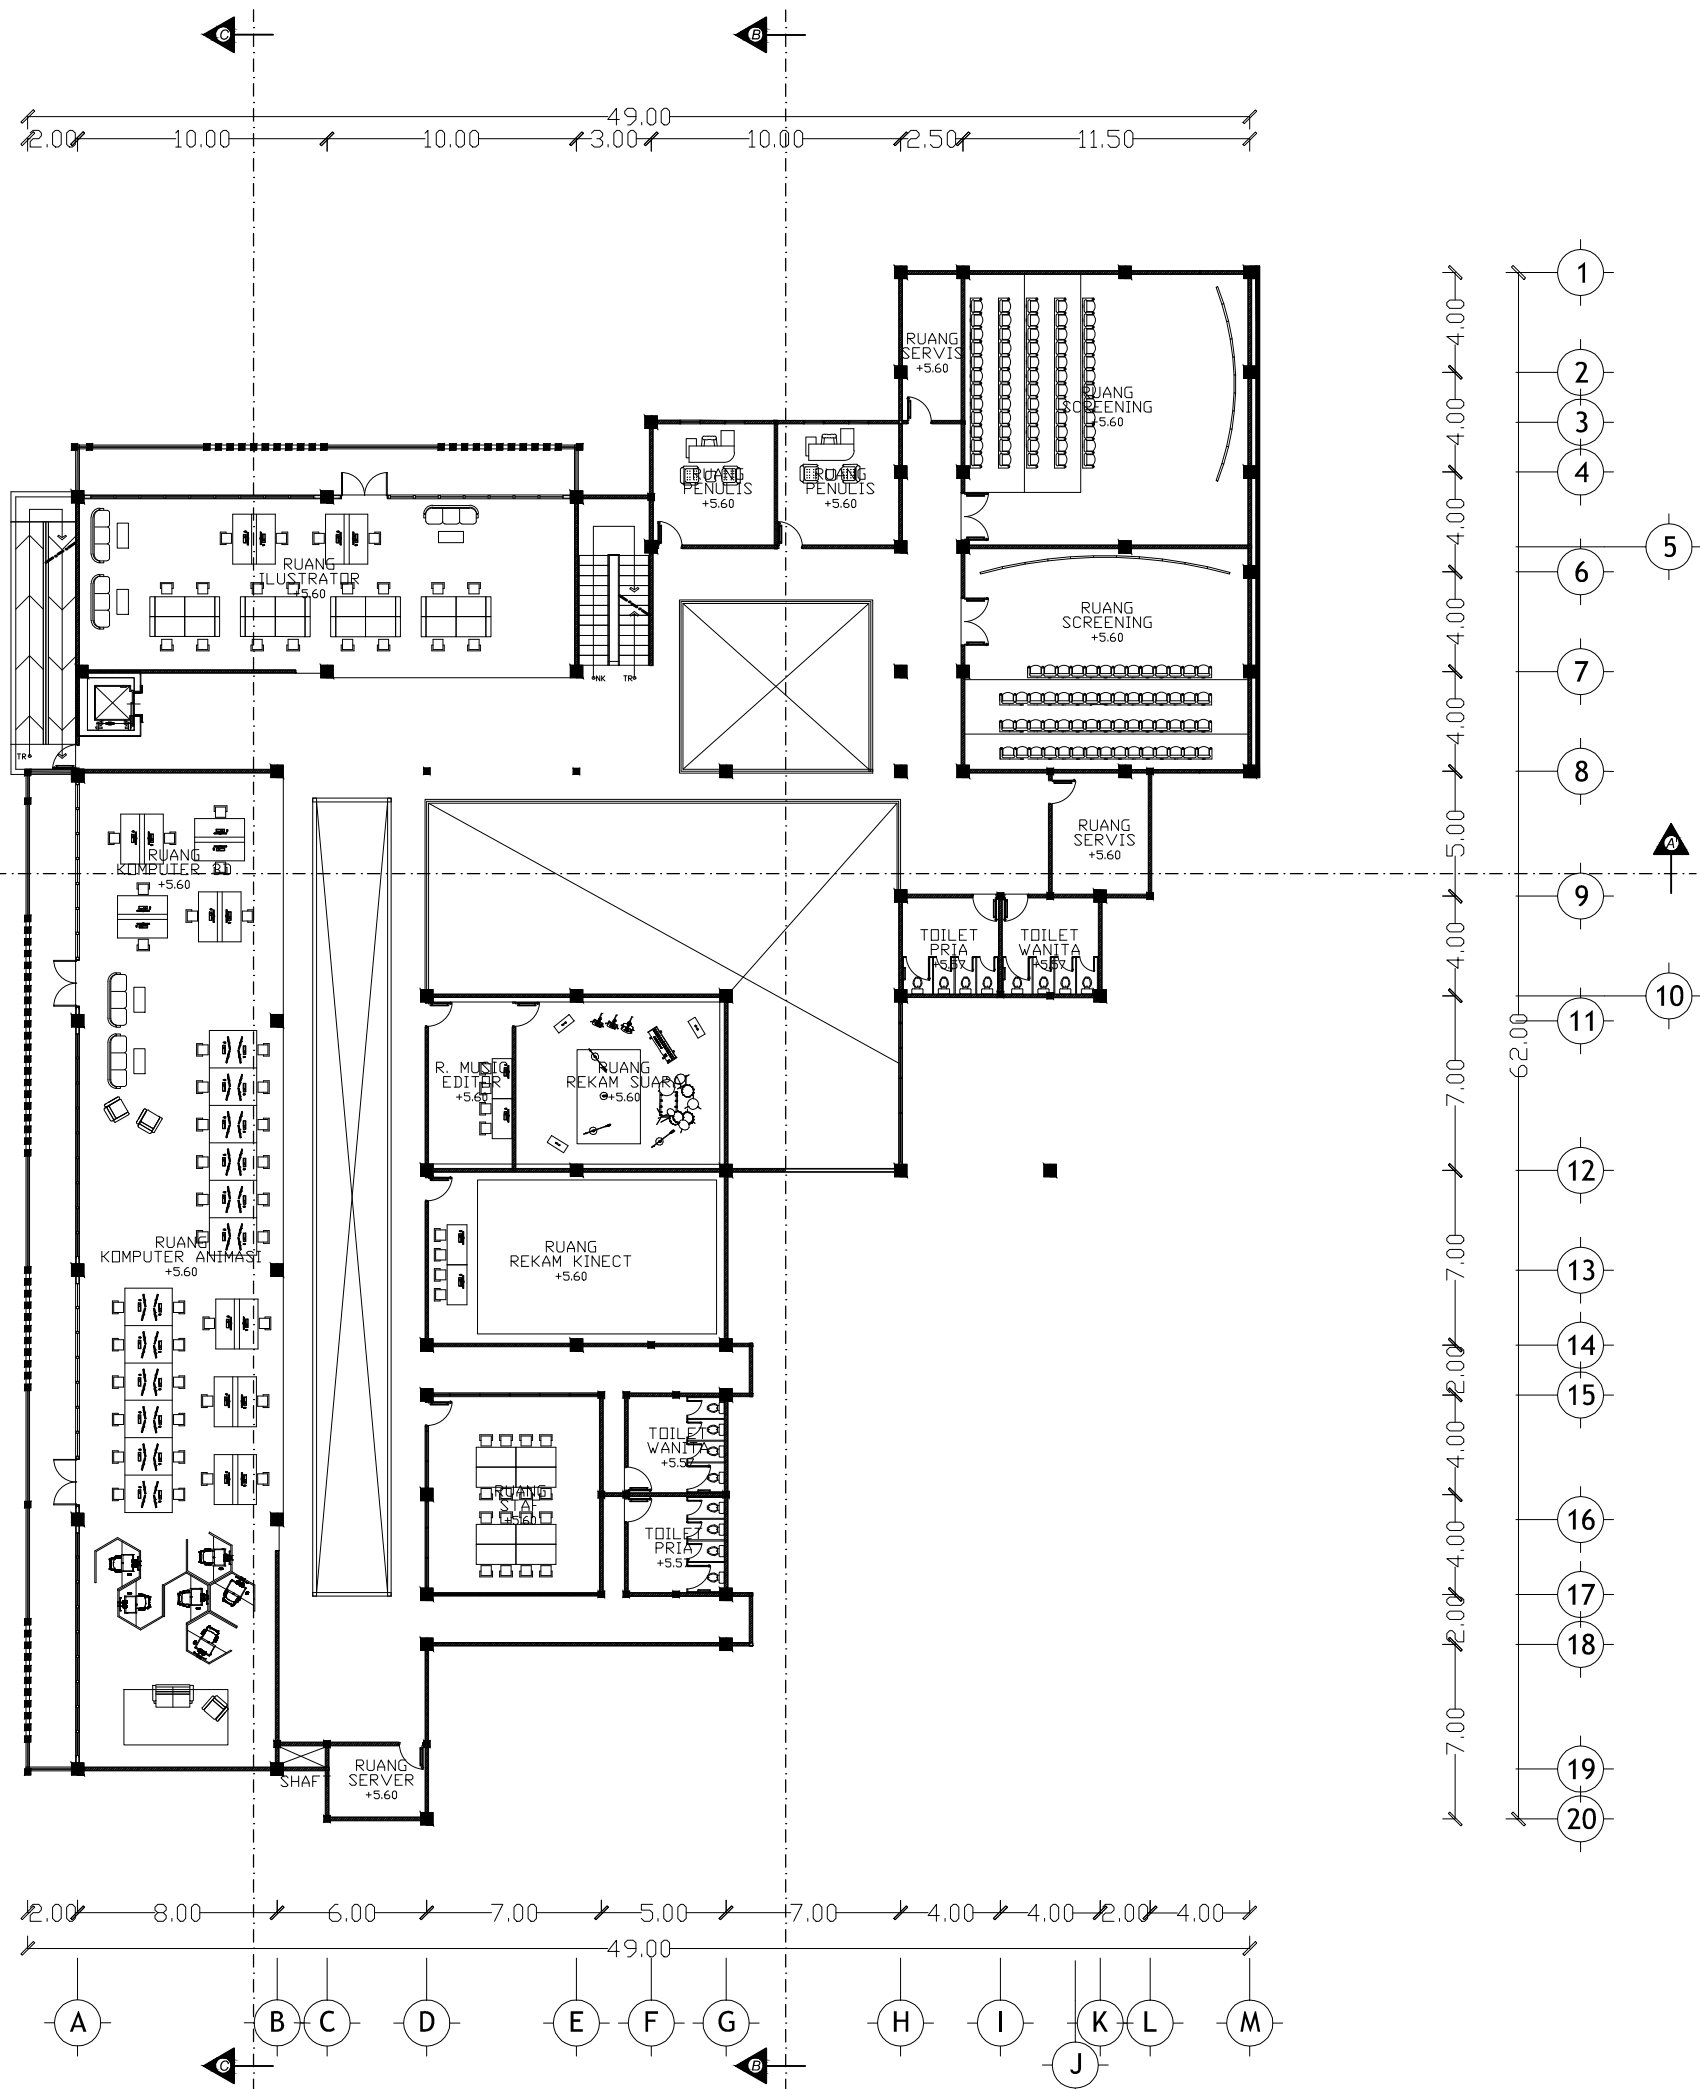 C
B
49.00
2.00 10.00 10.00 3.00 10.00 2.50 11.50
1
4.00
RUANG
SERVIS
+5.60
2
RUANG
SCREENING
+5.60
4.00
3
4
RUANG
PENULIS
+5.60
RUANG
PENULIS
+5.60
4.00
5
6
RUANG
ILUSTRATOR
+5.60
RUANG
SCREENING
+5.60
4.00
7
NK TR
4.00
TR
8
RUANG
SERVIS
+5.60
5.00
A'
RUANG
KOMPUTER 3D
+5.60
9
TOILET
PRIA
+5.57
TOILET
WANITA
+5.57
4.00
10
11
62.00
R. MUSIC
EDITOR
+5.60
RUANG
REKAM SUARA
+5.60
7.00
12
RUANG
KOMPUTER ANIMASI
+5.60
RUANG
REKAM KINECT
+5.60
7.00
13
14
2.00
15
TOILET
WANITA
+5.57
4.00
RUANG
STAF
+5.60
16
TOILET
PRIA
+5.57
4.00
17
2.00
18
7.00
RUANG
SERVER
+5.60
SHAFT
19
20
2.00 8.00 6.00 7.00 5.00 7.00 4.00 4.00 2.00 4.00
49.00
A B C D E F G H I K L M
J
C
B